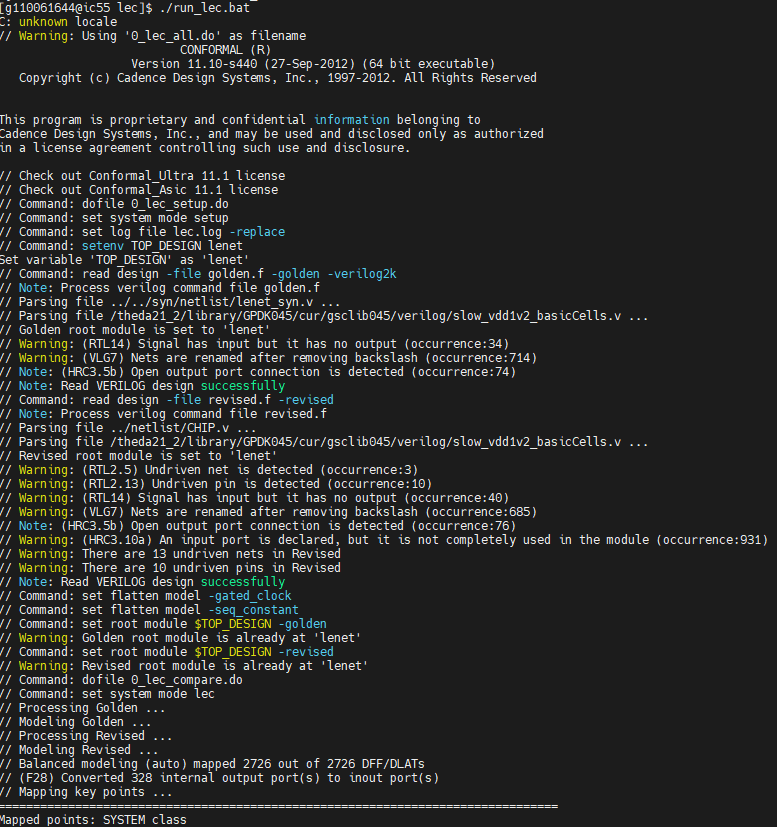 [g110061644@ic55 lec]$ ./run_lec.bat
C: unknown locale
// Warning: Using '0_lec_all.do' as filename
CONFORMAL (R)
Version 11.10-s440 (27-Sep-2012) (64 bit executable)
Copyright (c) Cadence Design Systems, Inc., 1997-2012. All Rights Reserved
This program is proprietary and confidential information belonging to
Cadence Design Systems, Inc., and may be used and disclosed only as authorized
in a license agreement controlling such use and disclosure.
// Check out Conformal_Ultra 11.1 license
// Check out Conformal_Asic 11.1 license
// Command: dofile 0_lec_setup.do
// Command: set system mode setup
// Command: set log file lec.log -replace
// Command: setenv TOP_DESIGN lenet
Set variable 'TOP_DESIGN' as 'lenet'
// Command: read design -file golden.f -golden -verilog2k
// Note: Process verilog command file golden.f
// Parsing file ../../syn/netlist/lenet_syn.v ...
// Parsing file /theda21_2/library/GPDK045/cur/gsclib045/verilog/slow_vdd1v2_basicCells.v ...
// Golden root module is set to 'lenet'
// Warning: (RTL14) Signal has input but it has no output (occurrence:34)
// Warning: (VLG7) Nets are renamed after removing backslash (occurrence:714)
// Note: (HRC3.5b) Open output port connection is detected (occurrence:74)
// Note: Read VERILOG design successfully
// Command: read design -file revised.f -revised
// Note: Process verilog command file revised.f
// Parsing file ../netlist/CHIP.v ...
// Parsing file /theda21_2/library/GPDK045/cur/gsclib045/verilog/slow_vdd1v2_basicCells.v ...
// Revised root module is set to 'lenet'
// Warning: (RTL2.5) Undriven net is detected (occurrence:3)
// Warning: (RTL2.13) Undriven pin is detected (occurrence:10)
// Warning: (RTL14) Signal has input but it has no output (occurrence:40)
// Warning: (VLG7) Nets are renamed after removing backslash (occurrence:685)
// Note: (HRC3.5b) Open output port connection is detected (occurrence:76)
// Warning: (HRC3.10a) An input port is declared, but it is not completely used in the module (occurrence:931)
// Warning: There are 13 undriven nets in Revised
// Warning: There are 10 undriven pins in Revised
// Note: Read VERILOG design successfully
// Command: set flatten model -gated_clock
// Command: set flatten model -seq_constant
// Command: set root module $TOP_DESIGN -golden
// Warning: Golden root module is already at 'lenet'
// Command: set root module $TOP_DESIGN -revised
// Warning: Revised root module is already at 'lenet'
// Command: dofile 0_lec_compare.do
// Command: set system mode lec
// Processing Golden ...
// Modeling Golden ...
// Processing Revised ...
// Modeling Revised ...
// Balanced modeling (auto) mapped 2726 out of 2726 DFF/DLATs
// (F28) Converted 328 internal output port(s) to inout port(s)
// Mapping key points ...
================================================================================
Mapped points: SYSTEM class